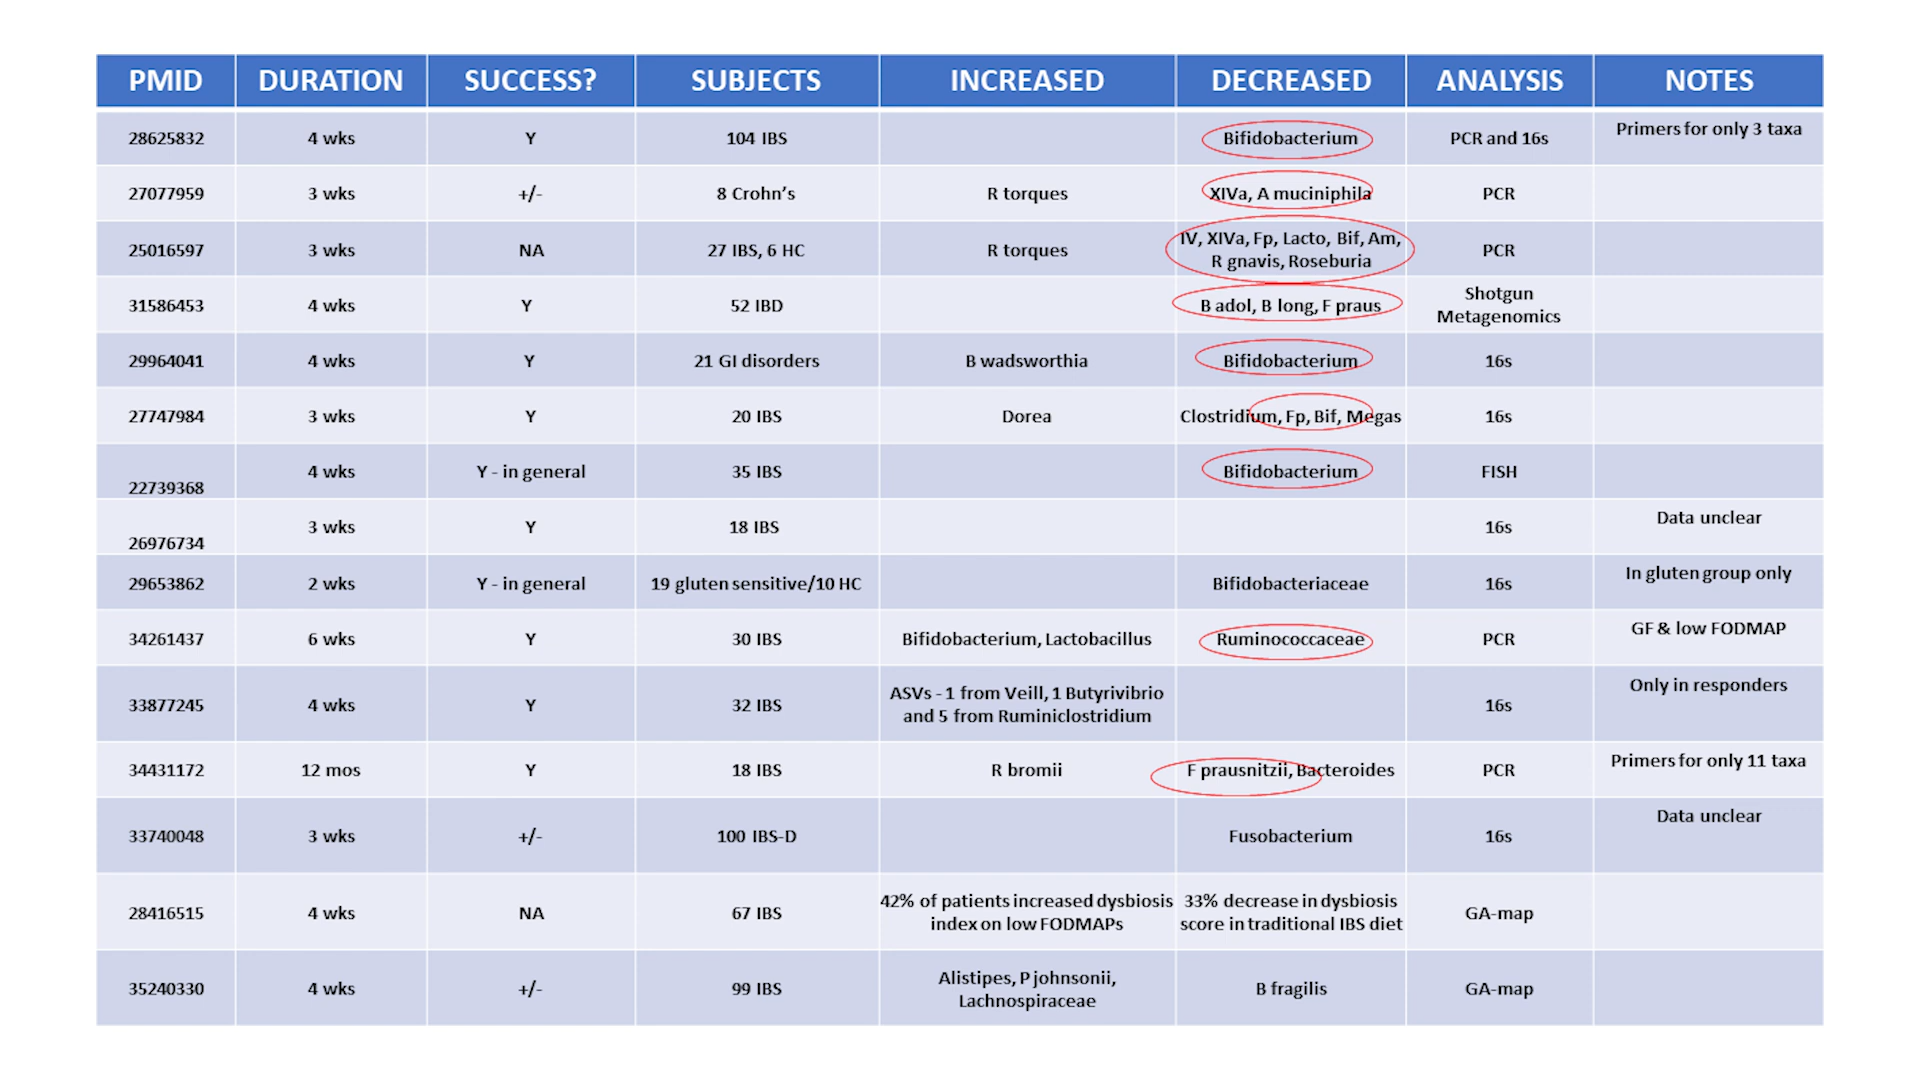 PMID DURATION SUCCESS? SUBJECTS INCREASED DECREASED ANALYSIS NOTES
28625832 4 wks Y 104 IBS Bifidobacterium PCR and 16s Primers for only 3 taxa
27077959 3 wks +/- 8 Crohn's R torques XIVa, A muciniphila PCR
25016597 3 wks NA 27 IBS, 6 HC R torques IV, XIVa, Fp, Lacto, Bif, Am,
R gnavis, Roseburia PCR
31586453 4 wks Y 52 IBD B adol, B long, F praus Shotgun
Metagenomics
29964041 4 wks Y 21 GI disorders B wadsworthia Bifidobacterium 16s
27747984 3 wks Y 20 IBS Dorea Clostridium, Fp, Bif, Megas 16s
22739368 4 wks Y - in general 35 IBS Bifidobacterium FISH
26976734 3 wks Y 18 IBS 16s Data unclear
29653862 2 wks Y - in general 19 gluten sensitive/10 HC Bifidobacteriaceae 16s In gluten group only
34261437 6 wks Y 30 IBS Bifidobacterium, Lactobacillus Ruminococcaceae PCR GF & low FODMAP
33877245 4 wks Y 32 IBS ASVs - 1 from Veill, 1 Butyrivibrio
and 5 from Ruminiclostridium 16s Only in responders
34431172 12 mos Y 18 IBS R bromii F prausnitzii, Bacteroides PCR Primers for only 11 taxa
33740048 3 wks +/- 100 IBS-D Fusobacterium 16s Data unclear
28416515 4 wks NA 67 IBS 42% of patients increased dysbiosis
index on low FODMAPs 33% decrease in dysbiosis
score in traditional IBS diet GA-map
35240330 4 wks +/- 99 IBS Alistipes, P johnsonii,
Lachnospiraceae B fragilis GA-map